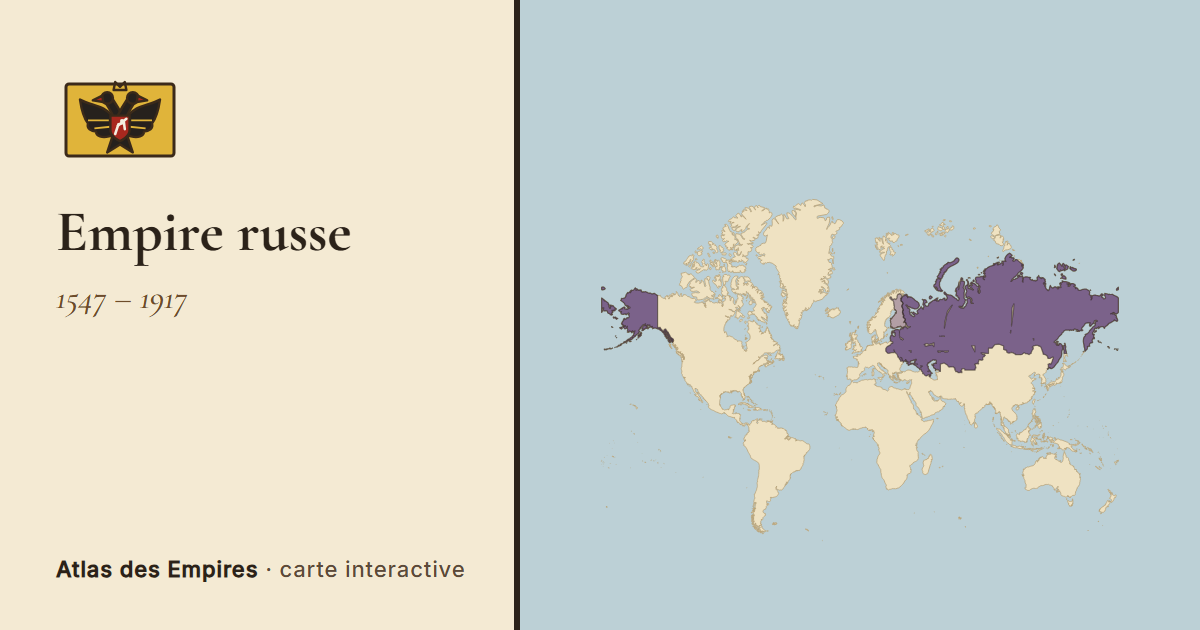 Empire russe
1547 – 1917
Atlas des Empires · carte interactive